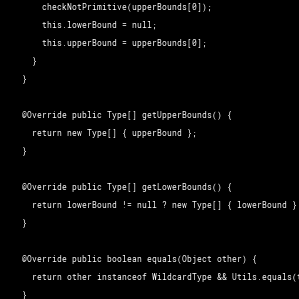 checkNotPrimitive(upperBounds[0]);
this.lowerBound = null;
this.upperBound = upperBounds[0];
}
}
@Override public Type[] getUpperBounds() {
return new Type[] { upperBound };
}
@Override public Type[] getLowerBounds() {
return lowerBound != null ? new Type[] { lowerBound }
}
@Override public boolean equals(Object other) {
return other instanceof WildcardType && Utils.equals(
}